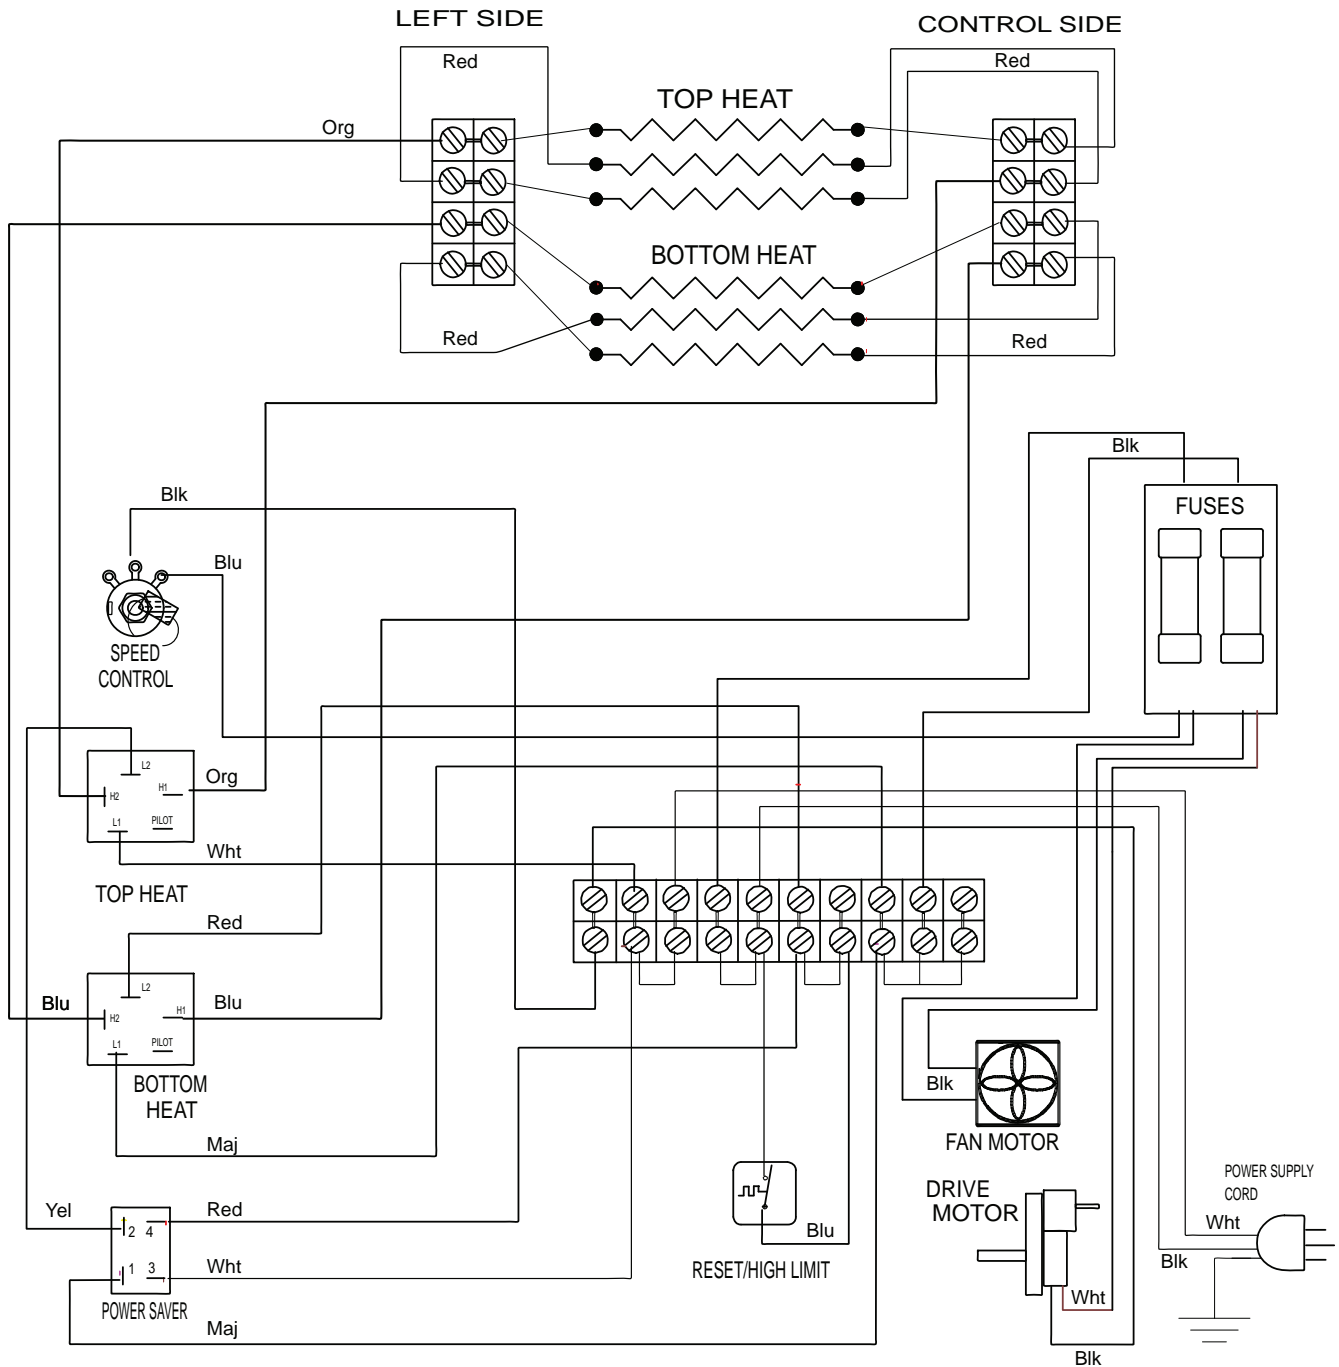 LEFT SIDE
CONTROL SIDE
Red
Red
TOP HEAT
Org
BOTTOM HEAT
Red
Red
Blk
FUSES
Blk
Blu
SPEED
CONTROL
L2
H1
H2
Org
L1
PILOT
Wht
TOP HEAT
Red
L2
H1
H2
Blu
Blu
L1
PILOT
BOTTOM
HEAT
Blk
FAN MOTOR
Maj
POWER SUPPLY
CORD
DRIVE
MOTOR
Yel
Red
2 4
Wht
Blu
Blk
1 3
Wht
RESET/HIGH LIMIT
Wht
POWER SAVER
Maj
Blk